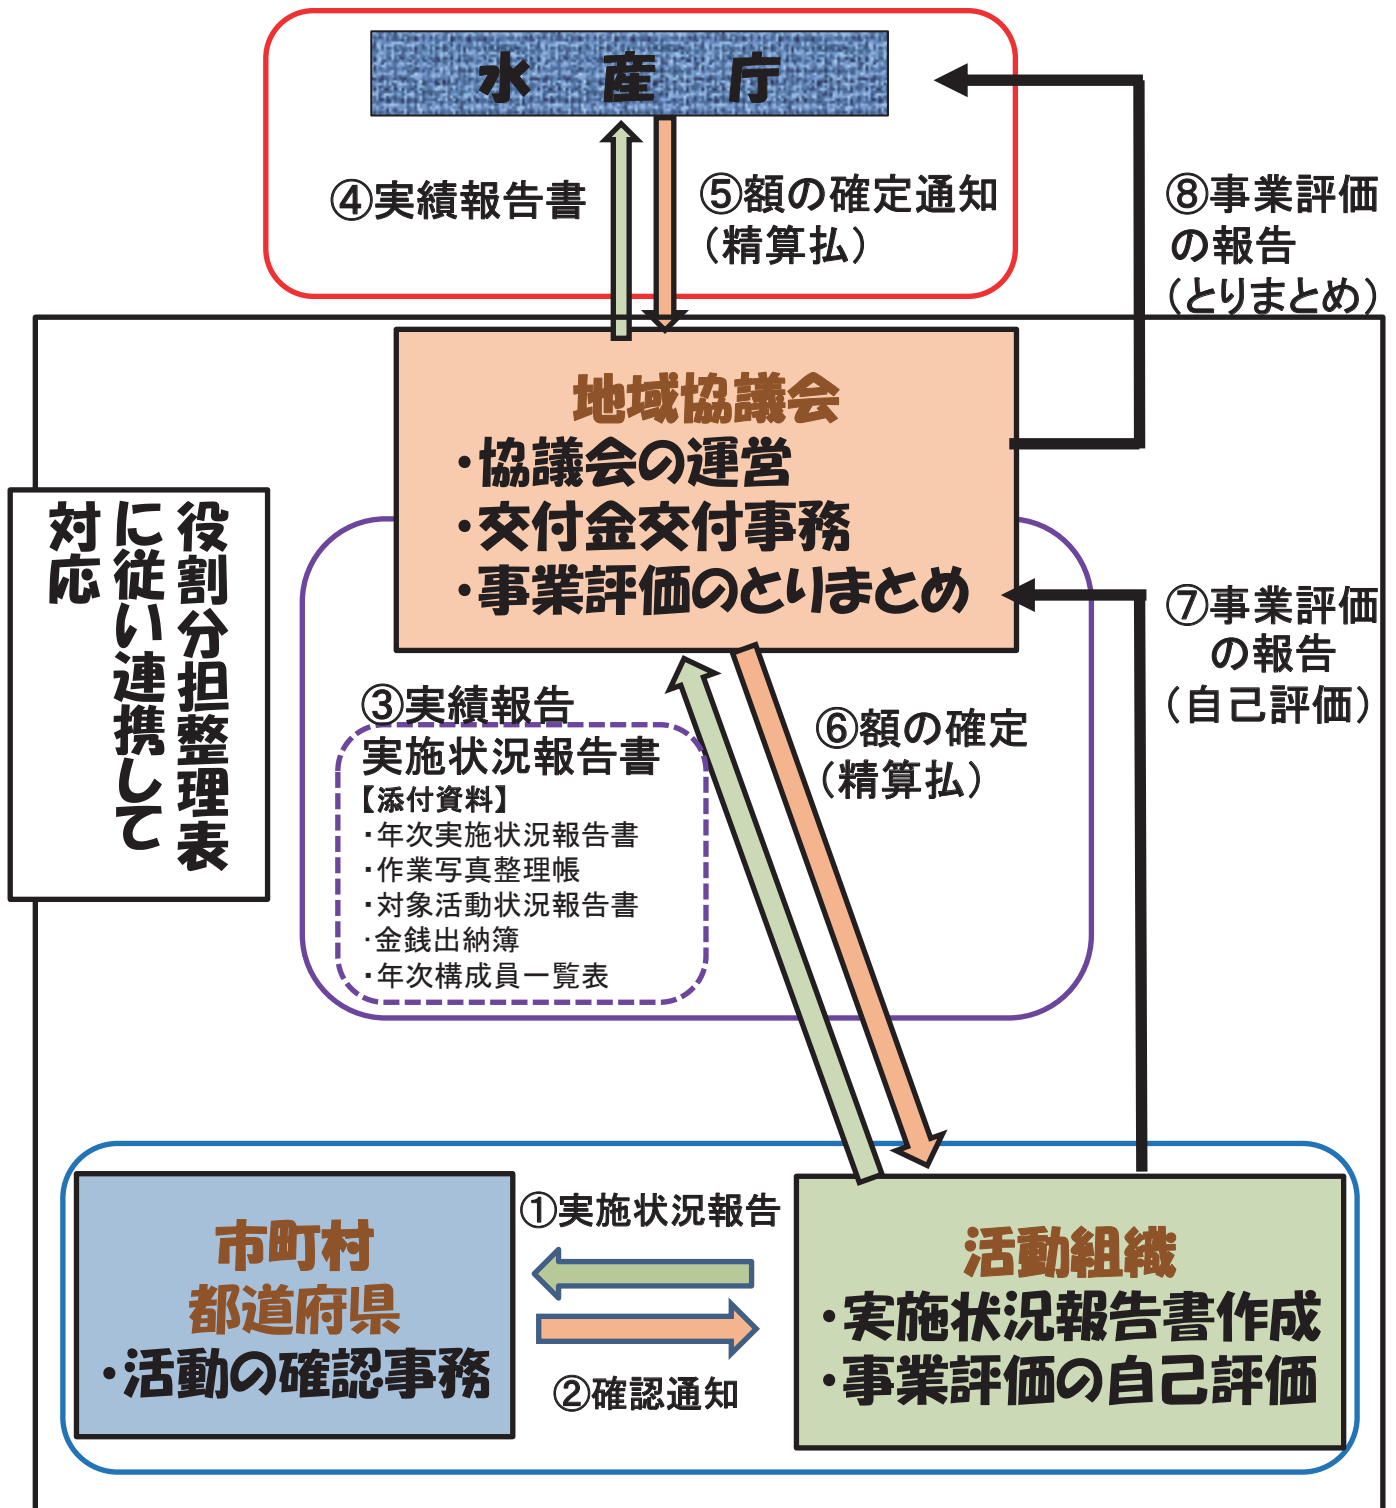 水産庁
④実績報告書
⑤額の確定通知
（精算払）
⑧事業評価
の報告
（とりまとめ）
地域協議会
・協議会の運営
・交付金交付事務
・事業評価のとりまとめ
役割分担整理表
に従い連携して
対応
⑦事業評価
の報告
（自己評価）
③実績報告
実施状況報告書
【添付資料】
・年次実施状況報告書
・作業写真整理帳
・対象活動状況報告書
・金銭出納簿
・年次構成員一覧表
⑥額の確定
（精算払）
市町村
都道府県
・活動の確認事務
①実施状況報告
②確認通知
活動組織
・実施状況報告書作成
・事業評価の自己評価